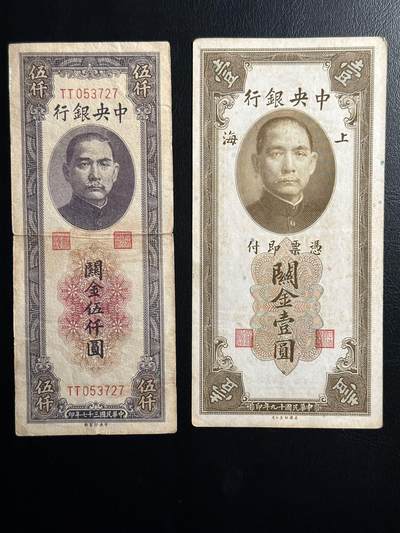 伍仟
TT053727
伍仟
中央銀行
關金伍仟圓
伍仟
TT053727
伍仟
中華民國三十七年印
壹
壹
中央銀行
上海
憑票即付
關金壹圓
壹
壹
中華民國十九年印